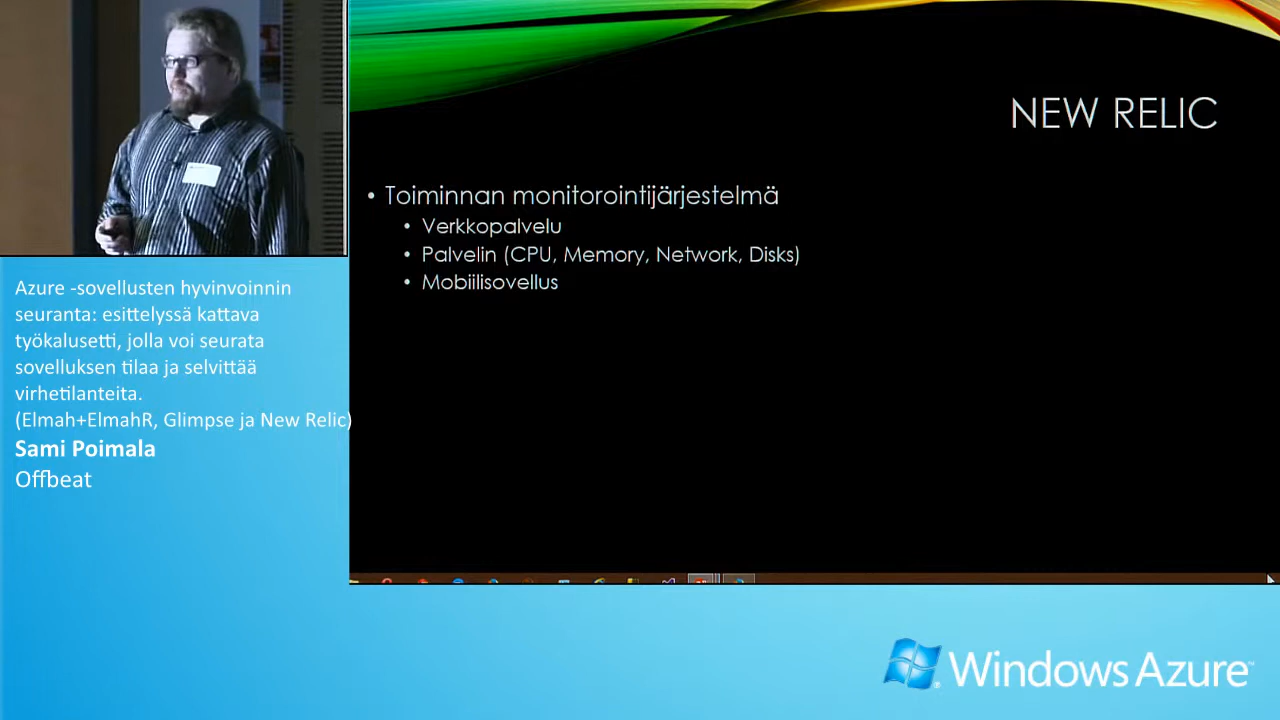 NEW RELIC
• Toiminnan monitorointijärjestelmä
• Verkkopalvelu
• Palvelin (CPU, Memory, Network, Disks)
• Mobiilisovellus
Azure -sovellusten hyvinvoinnin
seuranta: esittelyssä kattava
työkalusetti, jolla voi seurata
sovelluksen tilaa ja selvittää
virhetilanteita.
(Elmah+ElmahR, Glimpse ja New Relic)
Sami Poimala
Offbeat
Windows Azure™